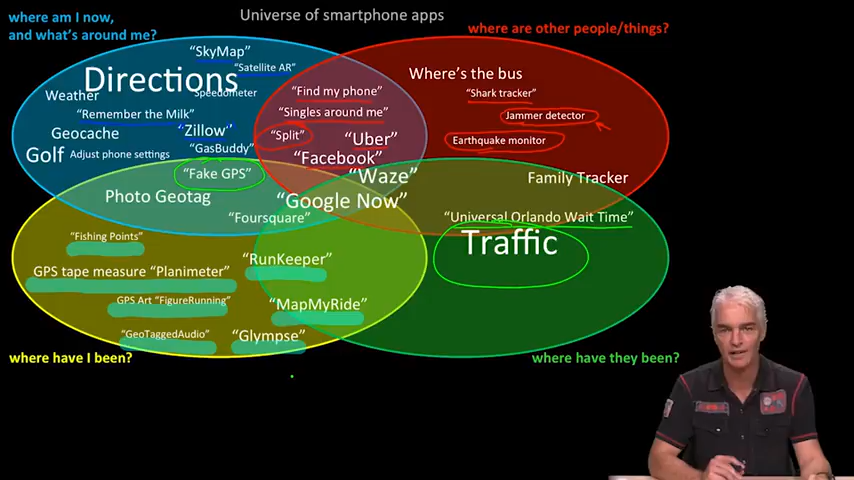 Universe of smartphone apps
where am I now,
and what's around me?
where are other people/things?
"SkyMap"
"Satellite AR"
Directions
Speedometer
Weather
"Remember the Milk"
Geocache
"Zillow"
"GasBuddy"
Golf
Adjust phone settings
"Find my phone"
"Singles around me"
"Split"
"Uber"
"Facebook"
Where's the bus
"Shark tracker"
Jammer detector
Earthquake monitor
Family Tracker
"Fake GPS"
"Waze"
Photo Geotag
"Google Now"
"Foursquare"
"Universal Orlando Wait Time"
Traffic
"Fishing Points"
"RunKeeper"
GPS tape measure "Planimeter"
GPS Art "FigureRunning"
"MapMyRide"
"GeoTaggedAudio"
"Glympse"
where have I been?
where have they been?